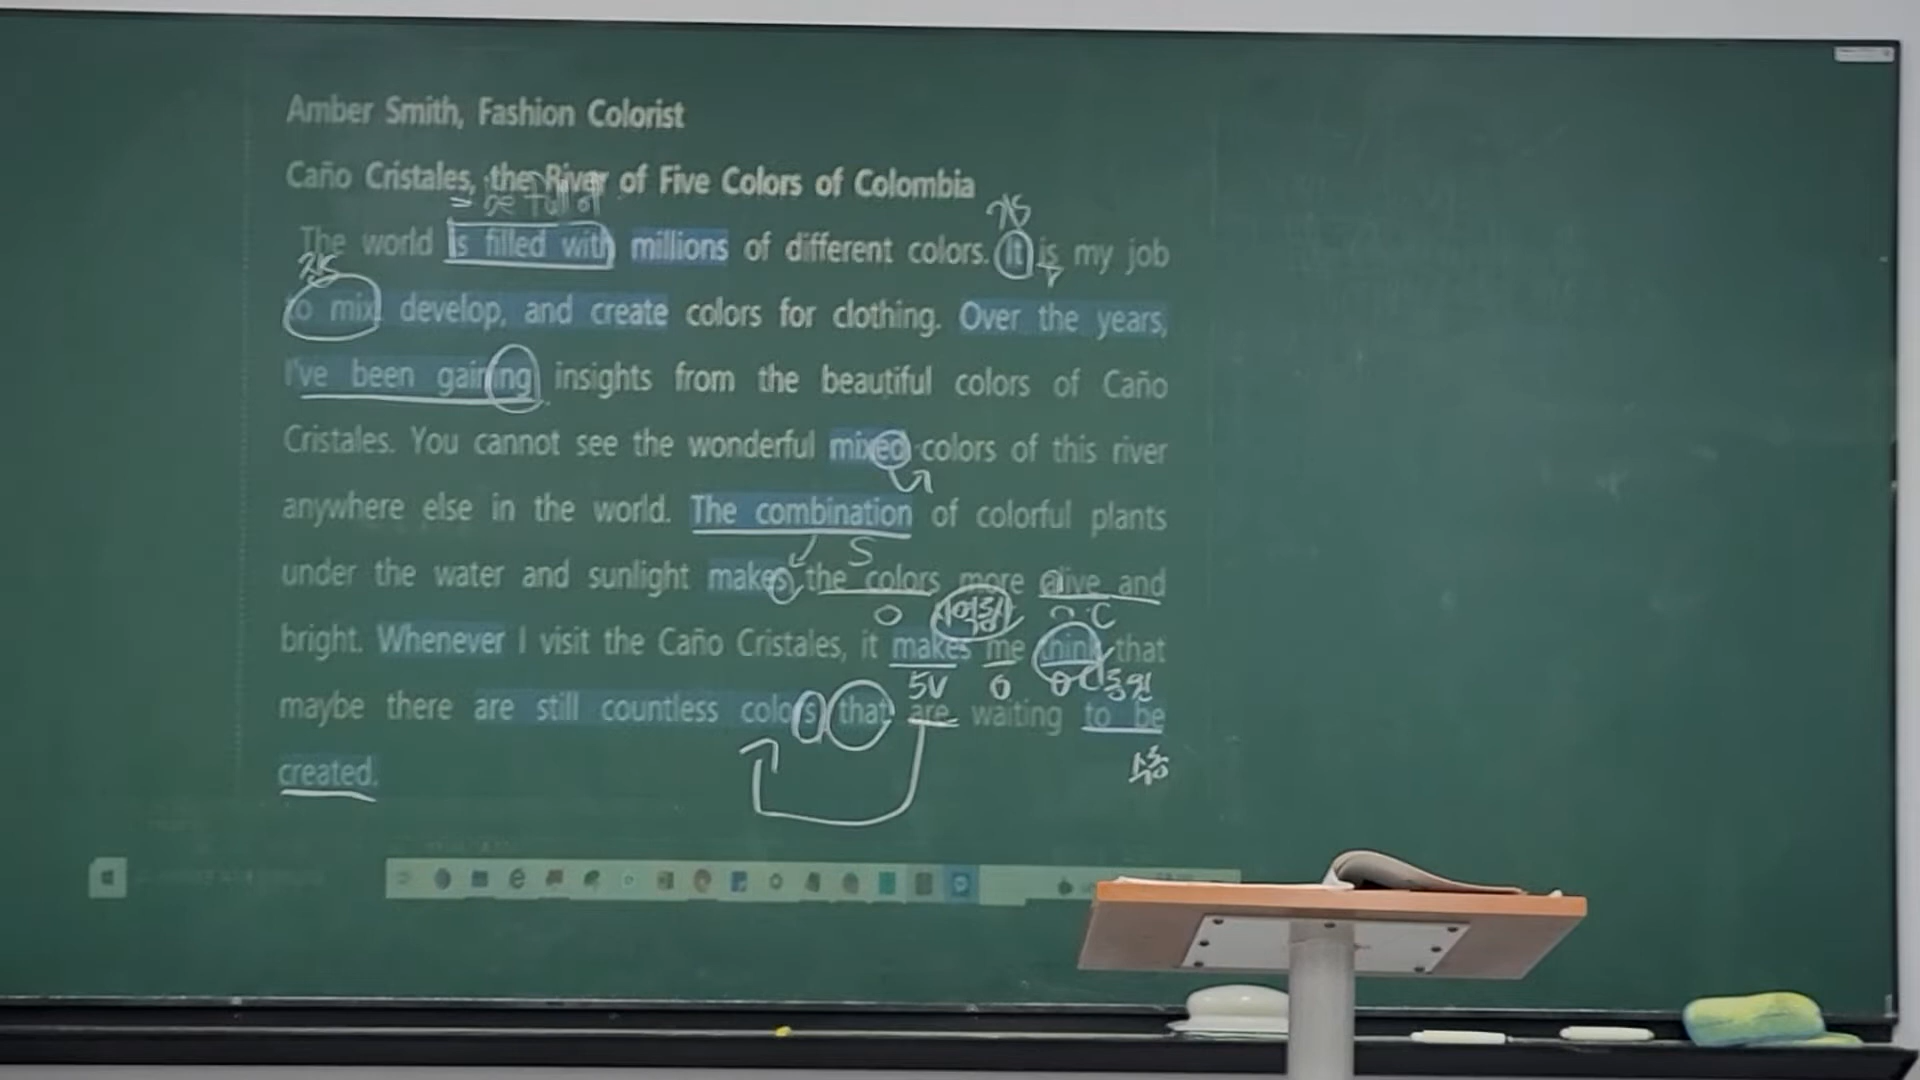 Amber Smith, Fashion Colorist
Caño Cristales, the River of Five Colors of Colombia
be full of
가S
The world is filled with millions of different colors. It is my job
진S
to mix, develop, and create colors for clothing. Over the years,
I've been gaining insights from the beautiful colors of Caño
Cristales. You cannot see the wonderful mixed colors of this river
anywhere else in the world. The combination of colorful plants
S
under the water and sunlight makes the colors more alive and
O 사역동 O·C
bright. Whenever I visit the Caño Cristales, it makes me think that
5V O OC 동원
maybe there are still countless colors that are waiting to be
수동
created.